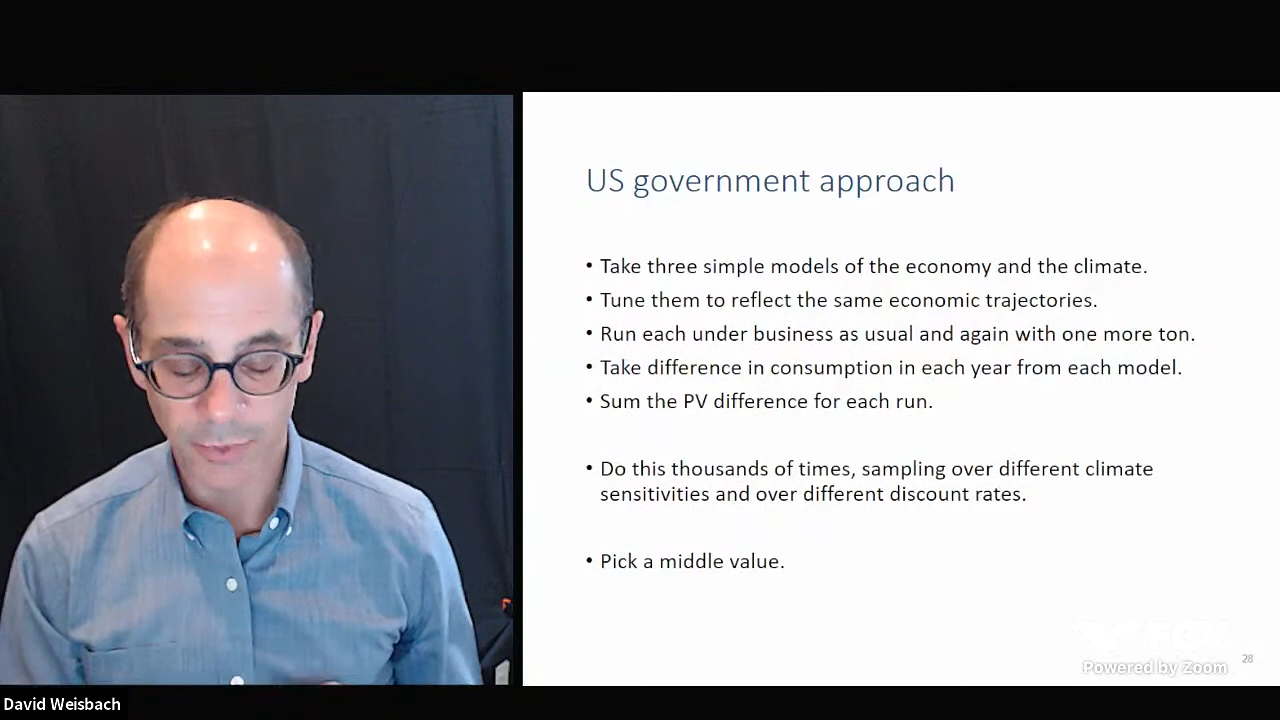 US government approach
• Take three simple models of the economy and the climate.
• Tune them to reflect the same economic trajectories.
• Run each under business as usual and again with one more ton.
• Take difference in consumption in each year from each model.
• Sum the PV difference for each run.
• Do this thousands of times, sampling over different climate
sensitivities and over different discount rates.
• Pick a middle value.
Powered by Zoom
28
David Weisbach